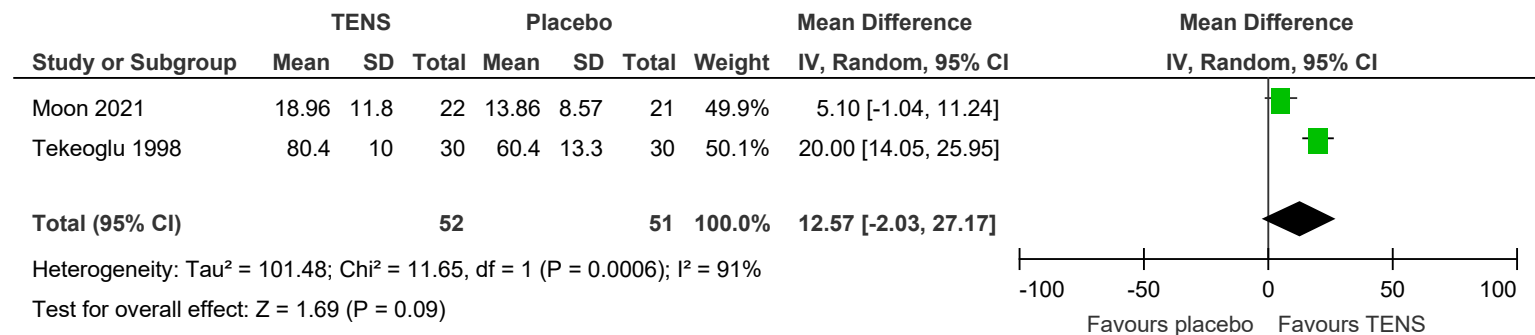 TENS Placebo Mean Difference Mean Difference
Study or Subgroup Mean SD Total Mean SD Total Weight IV, Random, 95% CI IV, Random, 95% CI
Moon 2021 18.96 11.8 22 13.86 8.57 21 49.9% 5.10 [-1.04, 11.24]
Tekeoglu 1998 80.4 10 30 60.4 13.3 30 50.1% 20.00 [14.05, 25.95]
Total (95% CI) 52 51 100.0% 12.57 [-2.03, 27.17]
Heterogeneity: Tau² = 101.48; Chi² = 11.65, df = 1 (P = 0.0006); I² = 91%
Test for overall effect: Z = 1.69 (P = 0.09)
-100 -50 0 50 100
Favours placebo Favours TENS